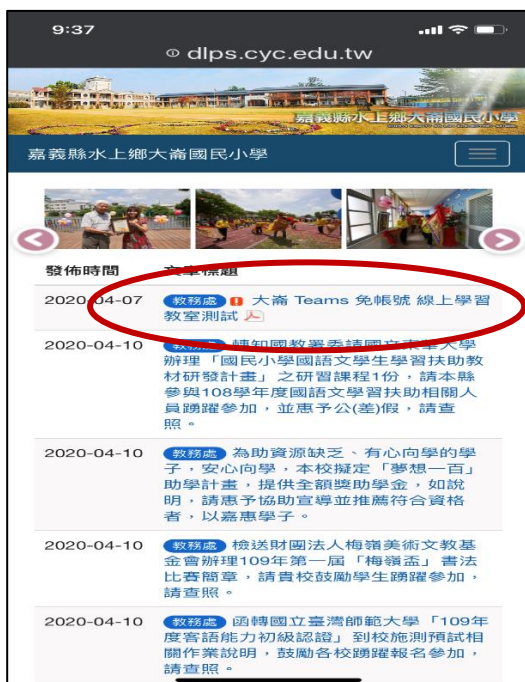 9:37
dlps.cyc.edu.tw
嘉義縣水上鄉大崙國民小學
嘉義縣水上鄉大崙國民小學
發佈時間 文章標題
2020-04-07 教務處 大崙 Teams 免帳號 線上學習
教室測試
2020-04-10 教務處 轉知國教署委請國立東華大學
辦理「國民小學國語文學生學習扶助教
材研發計畫」之研習課程1份,請本縣
參與108學年度國語文學習扶助相關人
員踴躍參加,並惠予公(差)假,請查
照。
2020-04-10 教務處 為助資源缺乏、有心向學的學
子,安心向學,本校擬定「夢想一百」
助學計畫,提供全額獎助學金,如說
明,請惠予協助宣導並推薦符合資格
者,以嘉惠學子。
2020-04-10 教務處 檢送財團法人梅嶺美術文教基
金會辦理109年第一屆「梅嶺盃」書法
比賽簡章,請貴校鼓勵學生踴躍參加,
請查照。
2020-04-10 教務處 函轉國立臺灣師範大學「109年
度客語能力初級認證」到校施測預試相
關作業說明,鼓勵各校踴躍報名參加,
請查照。